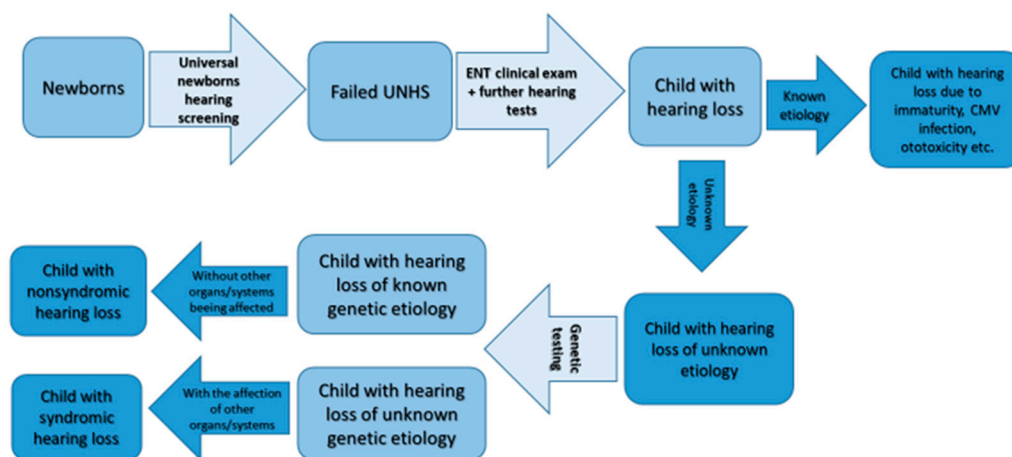 Newborns
Universal
newborns
hearing
screening
Failed UNHS
ENT clinical exam
+ further hearing
tests
Child with
hearing loss
Known
etiology
Child with hearing
loss due to
immaturity, CMV
infection,
ototoxicity etc.
Unknown
etiology
Child with hearing
loss of unknown
etiology
Genetic
testing
Child with hearing
loss of known
genetic etiology
Without other
organs/systems
beeing affected
Child with
nonsyndromic
hearing loss
Child with hearing
loss of unknown
genetic etiology
With the affection
of other
organs/systems
Child with
syndromic
hearing loss